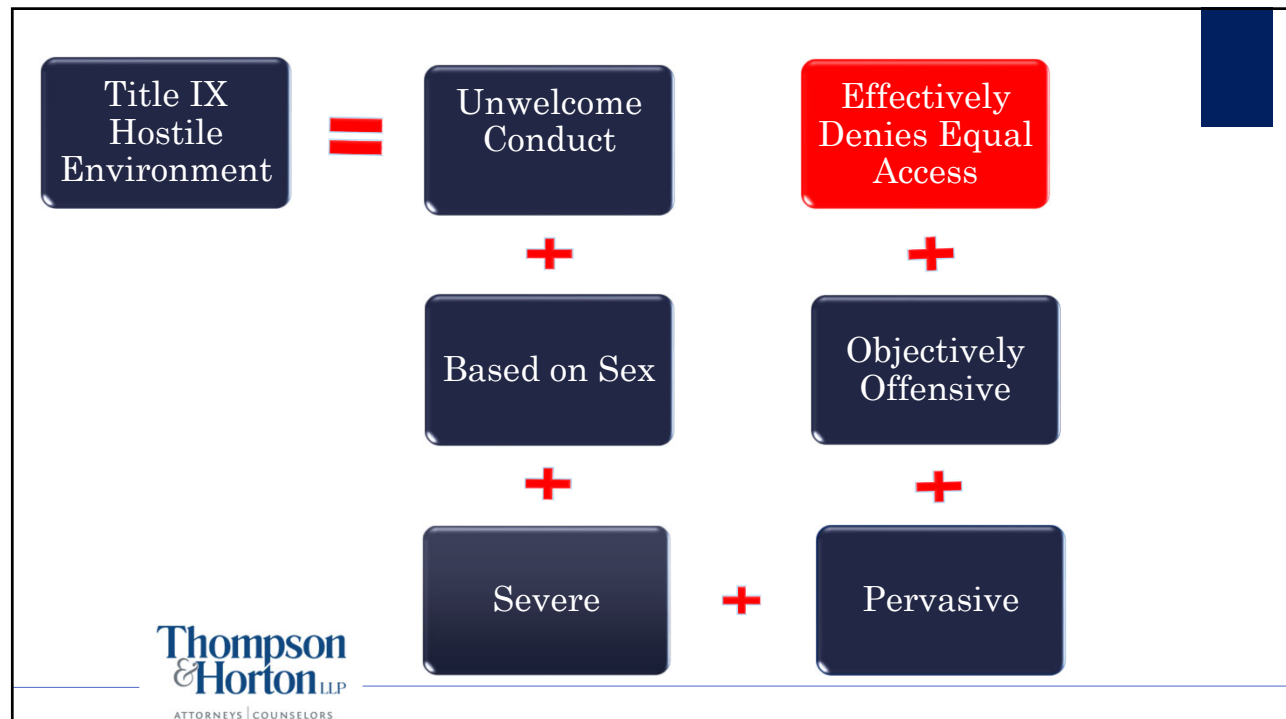 Title IX
Hostile
Environment
=
Unwelcome
Conduct
+
Based on Sex
+
Severe
+
Pervasive
+
Objectively
Offensive
+
Effectively
Denies Equal
Access
Thompson
&Horton LLP
ATTORNEYS | COUNSELORS